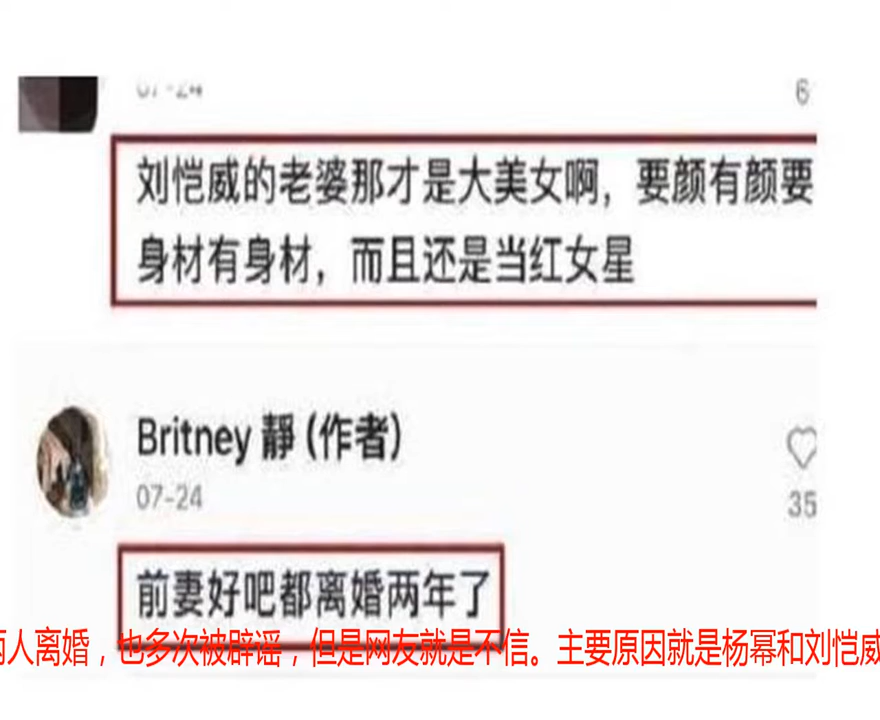 07-24
6
刘恺威的老婆那才是大美女啊，要颜有颜要
身材有身材，而且还是当红女星
Britney 靜 (作者)
07-24
35
前妻好吧都离婚两年了
两人离婚，也多次被辟谣，但是网友就是不信。主要原因就是杨幂和刘恺威